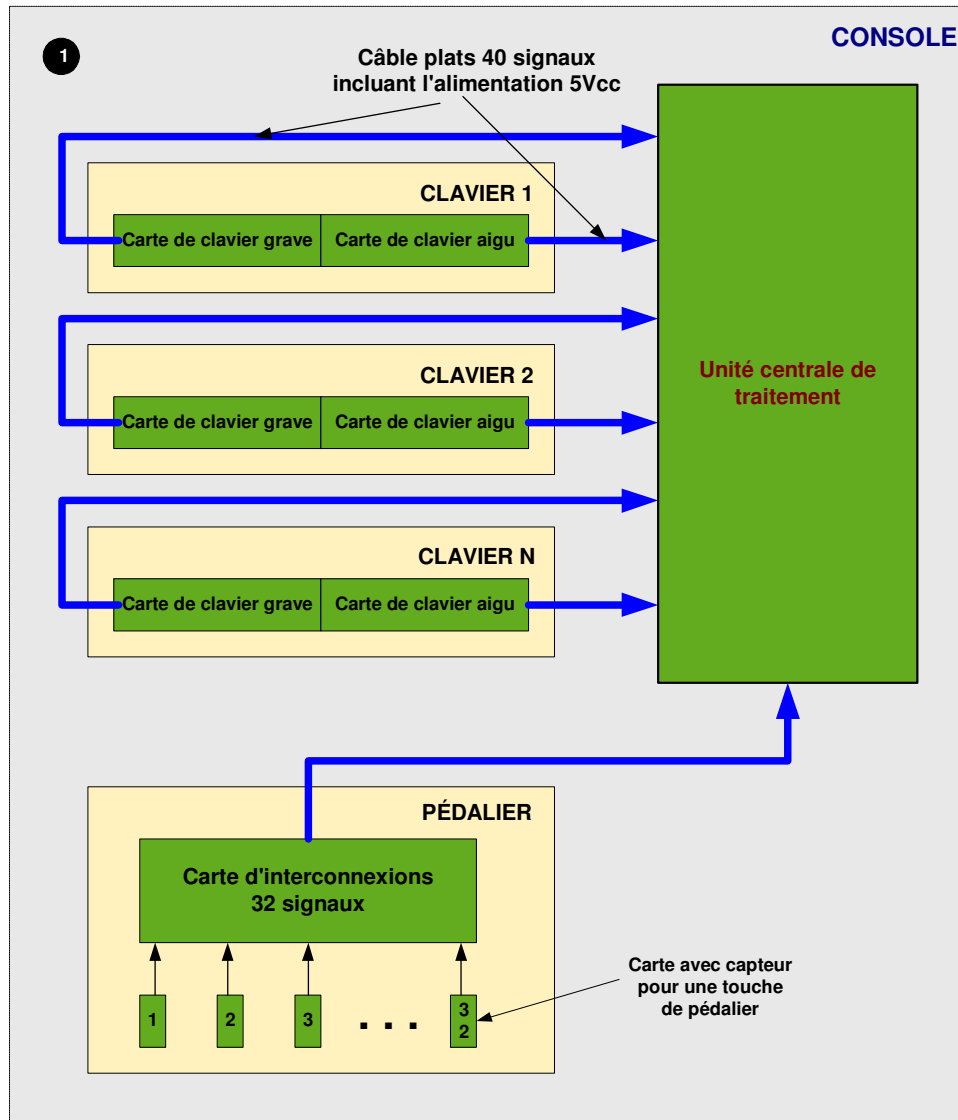 1
CONSOLE
Câble plats 40 signaux
incluant l'alimentation 5Vcc
CLAVIER 1
Carte de clavier grave
Carte de clavier aigu
CLAVIER 2
Carte de clavier grave
Carte de clavier aigu
Unité centrale de
traitement
CLAVIER N
Carte de clavier grave
Carte de clavier aigu
PÉDALIER
Carte d'interconnexions
32 signaux
1
2
3
. . .
3
2
Carte avec capteur
pour une touche
de pédalier